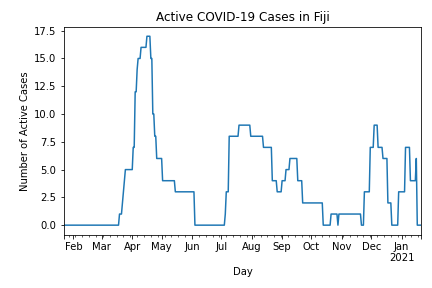 Active COVID-19 Cases in Fiji
Number of Active Cases
17.5
15.0
12.5
10.0
7.5
5.0
2.5
0.0
Feb Mar Apr May Jun Jul Aug Sep Oct Nov Dec Jan
2021
Day